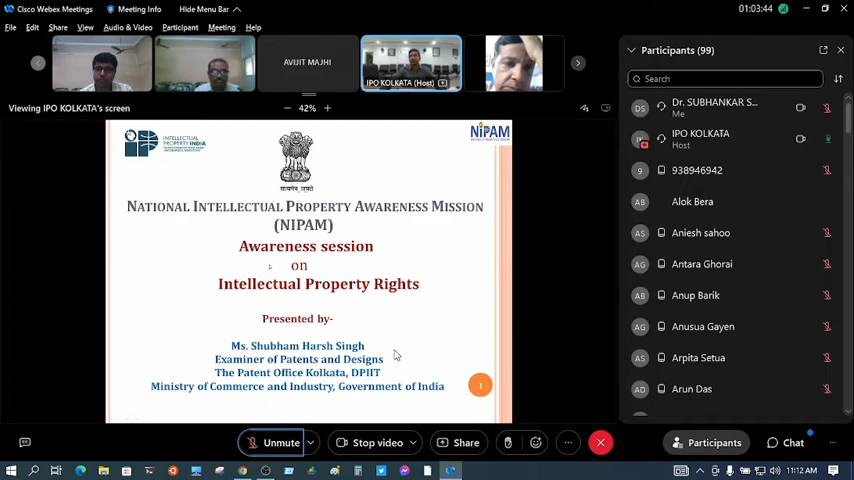 Cisco Webex Meetings
Meeting Info
Hide Menu Bar
01:03:44
File Edit Share View Audio & Video Participant Meeting Help
AVIJIT MAJHI
IPO KOLKATA (Host)
Viewing IPO KOLKATA's screen
42%
INTELLECTUAL
PROPERTY INDIA
NiPAM
सत्यमेव जयते
NATIONAL INTELLECTUAL PROPERTY AWARENESS MISSION
(NIPAM)
Awareness session
on
Intellectual Property Rights
Presented by-
Ms. Shubham Harsh Singh
Examiner of Patents and Designs
The Patent Office Kolkata, DPIIT
Ministry of Commerce and Industry, Government of India
1
Participants (99)
Search
DS Dr. SUBHANKAR S...
Me
IPO KOLKATA
Host
9 938946942
AB Alok Bera
AS Aniesh sahoo
AG Antara Ghorai
AB Anup Barik
AG Anusua Gayen
AS Arpita Setua
AD Arun Das
Unmute
Stop video
Share
Participants
Chat
11:12 AM